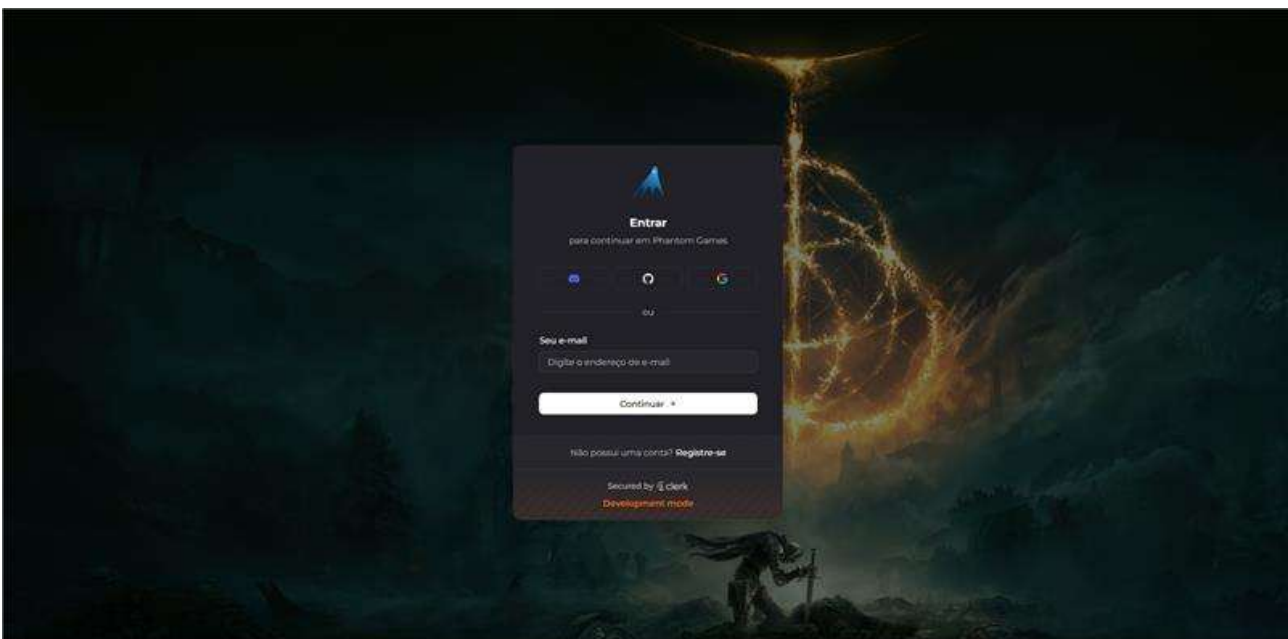 Entrar
para continuar em Phantom Games
ou
Seu e-mail
Digite o endereço de e-mail
Continuar
Não possui uma conta? Registre-se
Secured by clerk
Development mode